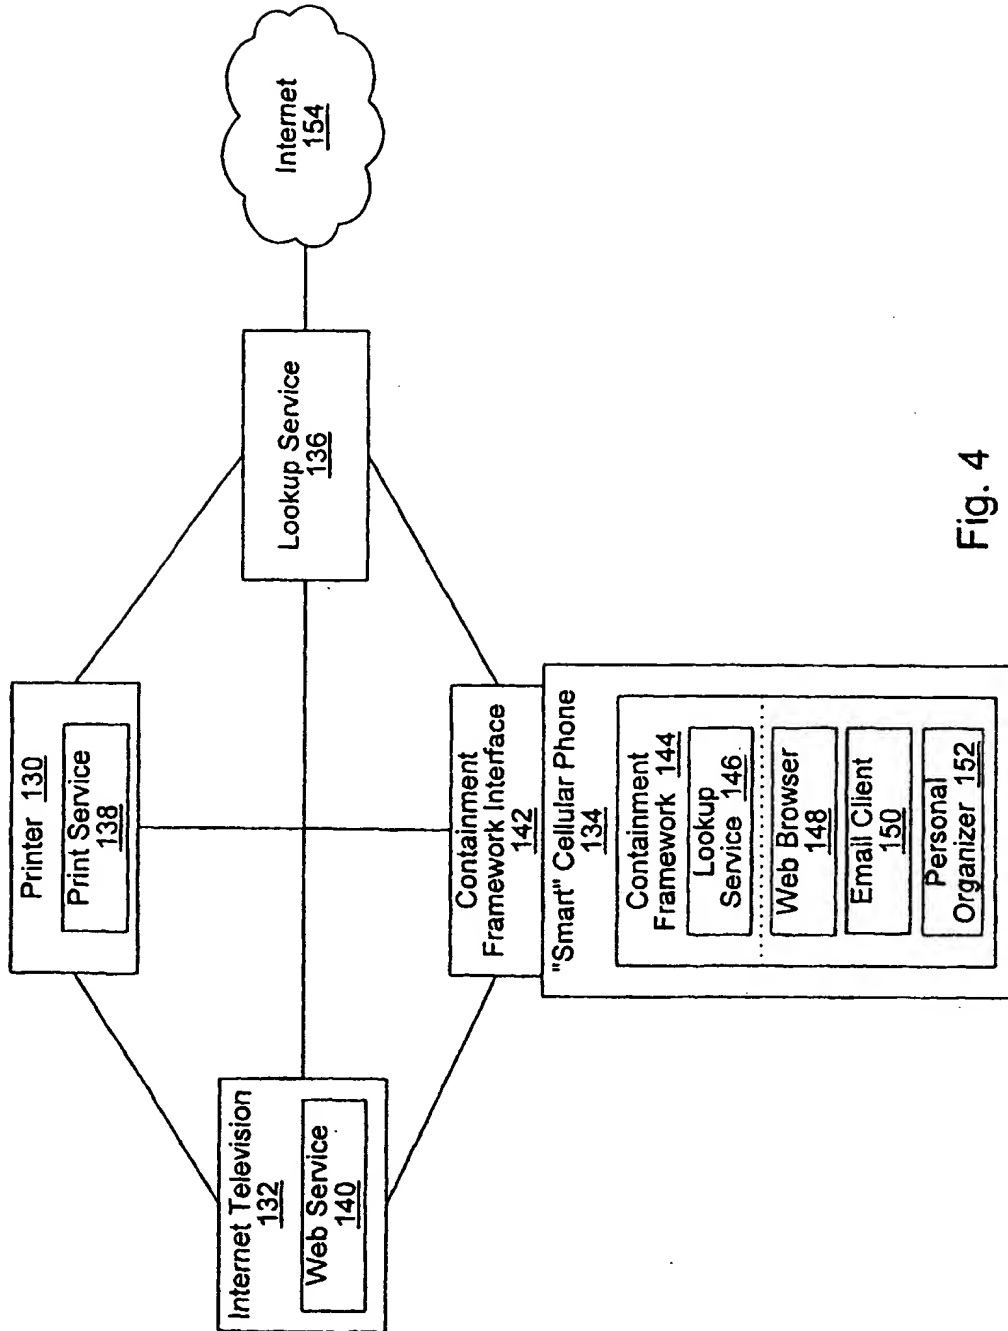 Printer 130
Print Service
138
Internet Television
132
Web Service
140
Lookup Service
136
Internet
154
Containment
Framework Interface
142
"Smart" Cellular Phone
134
Containment
Framework 144
Lookup
Service 146
Web Browser
148
Email Client
150
Personal
Organizer 152
Fig. 4